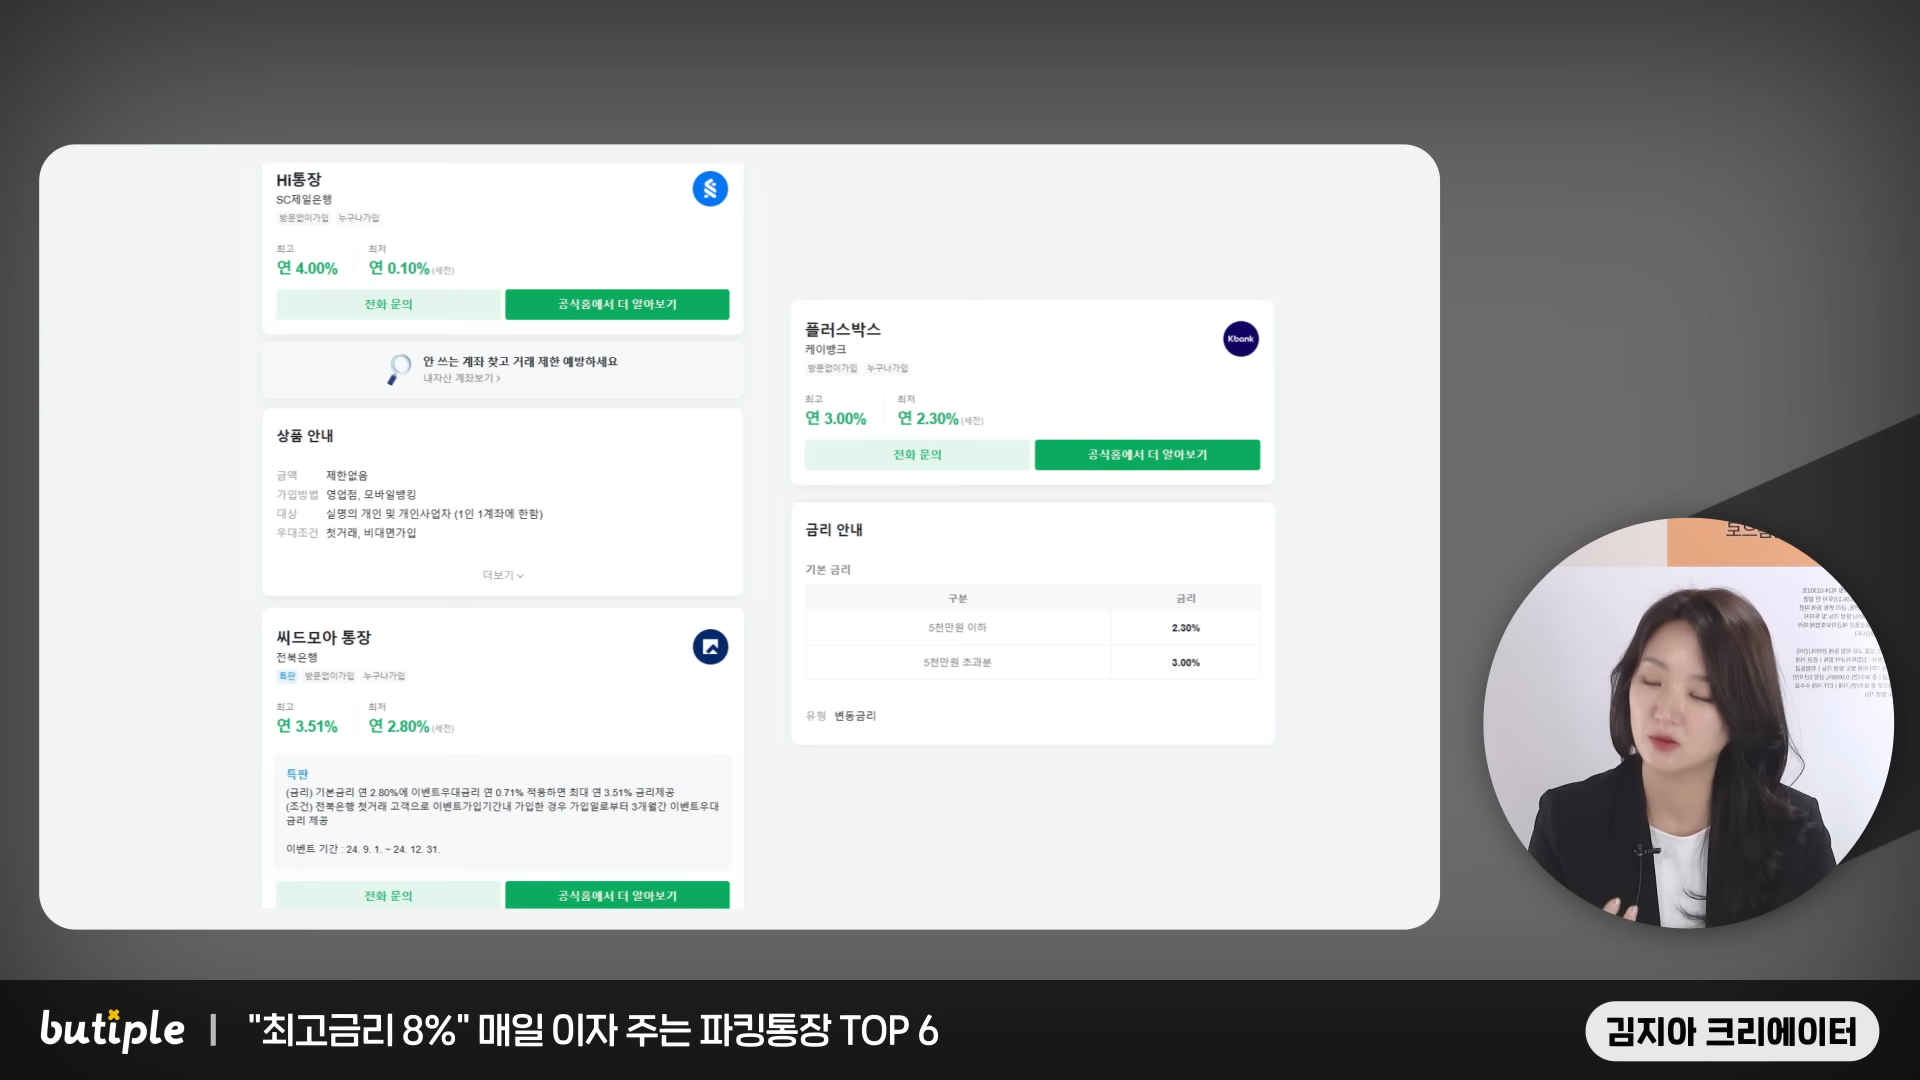 Hi통장
SC제일은행
방문없이가입 누구나가입
최고 최저
연 4.00% 연 0.10% (세전)
전화 문의 공식홈에서 더 알아보기
안 쓰는 계좌 찾고 거래 제한 예방하세요
내자산 계좌보기 >
상품 안내
금액 제한없음
가입방법 영업점, 모바일뱅킹
대상 실명의 개인 및 개인사업자 (1인 1계좌에 한함)
우대조건 첫거래, 비대면가입
더보기
씨드모아 통장
전북은행
특판 방문없이가입 누구나가입
최고 최저
연 3.51% 연 2.80% (세전)
특판
(금리) 기본금리 연 2.80%에 이벤트우대금리 연 0.71% 적용하면 최대 연 3.51% 금리제공
(조건) 전북은행 첫거래 고객으로 이벤트가입기간내 가입한 경우 가입일로부터 3개월간 이벤트우대
금리 제공
이벤트 기간 : 24. 9. 1. ~ 24. 12. 31.
전화 문의 공식홈에서 더 알아보기
플러스박스
케이뱅크
Kbank
방문없이가입 누구나가입
최고 최저
연 3.00% 연 2.30% (세전)
전화 문의 공식홈에서 더 알아보기
금리 안내
기본 금리
구분 금리
5천만원 이하 2.30%
5천만원 초과분 3.00%
유형 변동금리
butiple | "최고금리 8%" 매일 이자 주는 파킹통장 TOP 6
김지아 크리에이터